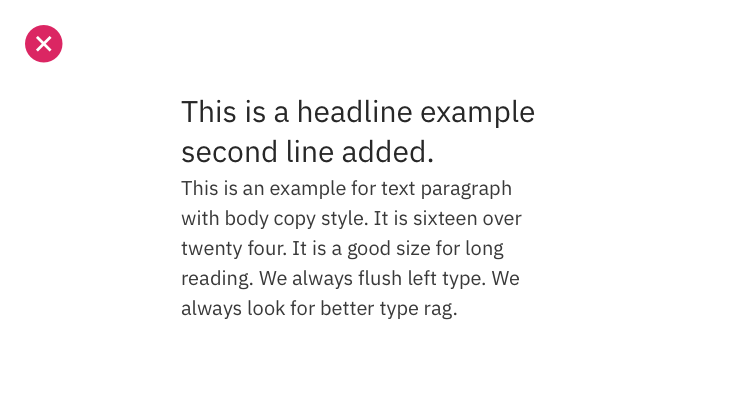 This is a headline example
second line added.
This is an example for text paragraph
with body copy style. It is sixteen over
twenty four. It is a good size for long
reading. We always flush left type. We
always look for better type rag.